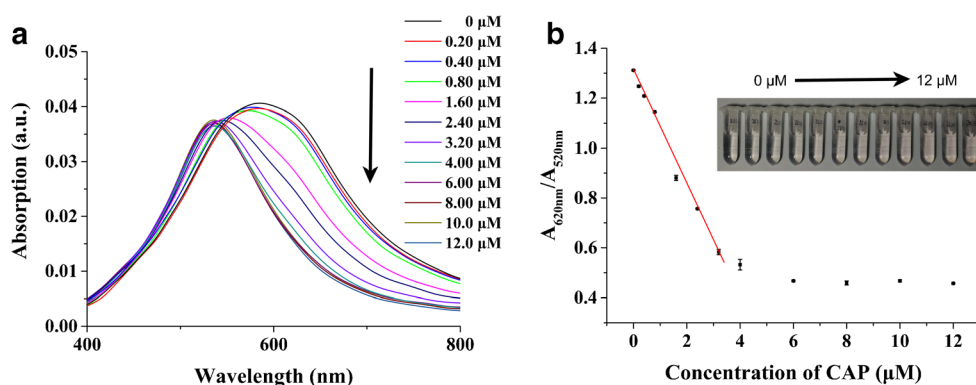 a
0 μM
0.20 μM
0.40 μM
0.80 μM
1.60 μM
2.40 μM
3.20 μM
4.00 μM
6.00 μM
8.00 μM
10.0 μM
12.0 μM
0.05
0.04
0.03
0.02
0.01
0.00
Absorption (a.u.)
400 600 800
Wavelength (nm)
b
0 μM 12 μM
1.4
1.2
1.0
0.8
0.6
0.4
A620nm/A520nm
0 2 4 6 8 10 12
Concentration of CAP (μM)